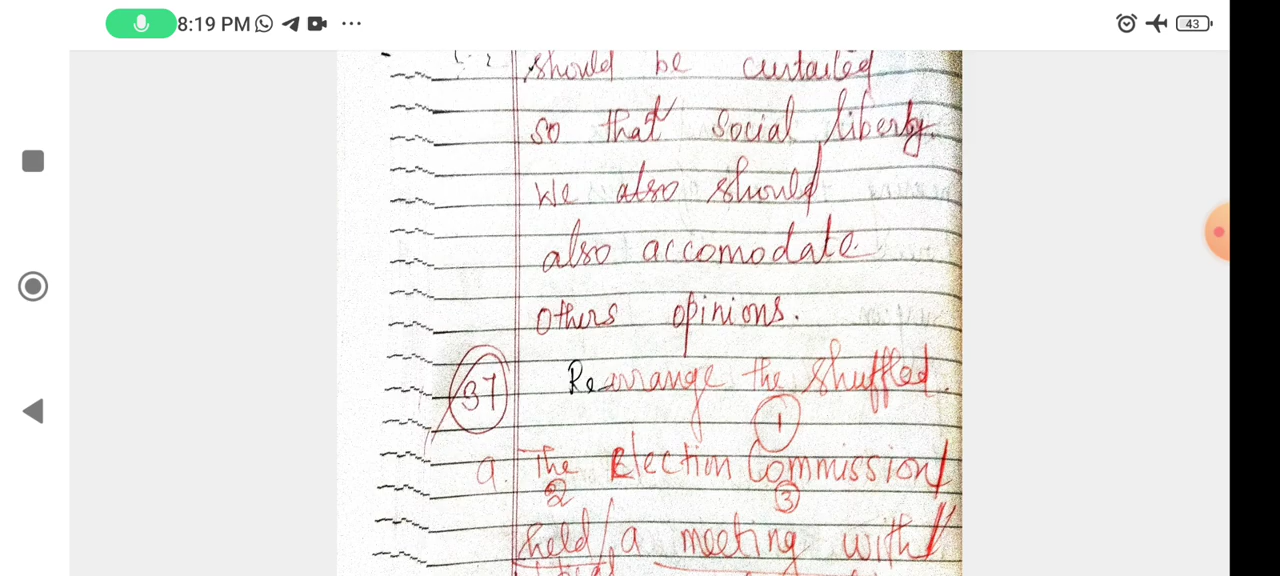 8:19 PM
43
should be custailed
so that social liberty.
we also should
also accomodate.
others opinions.
37 Rearrange the shuffled.
1
a. The Election Commission/
2 3
held/a meeting with/